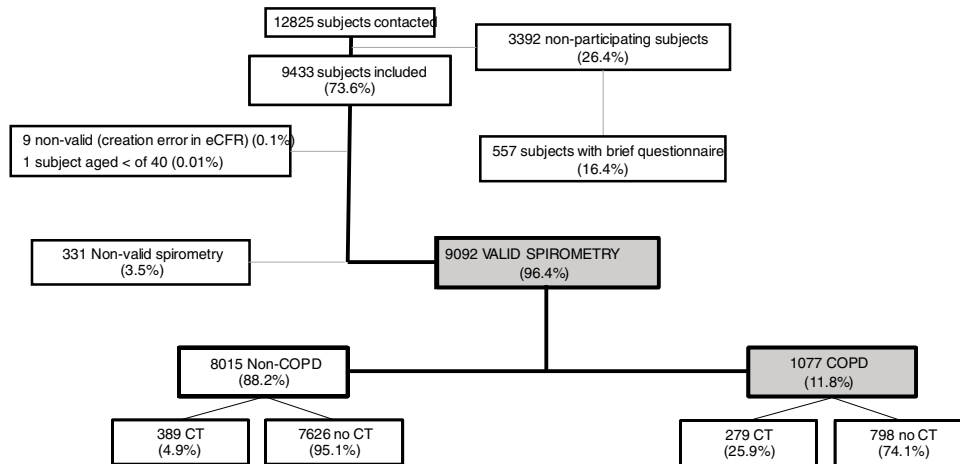 12825 subjects contacted
3392 non-participating subjects
(26.4%)
9433 subjects included
(73.6%)
9 non-valid (creation error in eCFR) (0.1%)
1 subject aged < of 40 (0.01%)
557 subjects with brief questionnaire
(16.4%)
331 Non-valid spirometry
(3.5%)
9092 VALID SPIROMETRY
(96.4%)
8015 Non-COPD
(88.2%)
1077 COPD
(11.8%)
389 CT
(4.9%)
7626 no CT
(95.1%)
279 CT
(25.9%)
798 no CT
(74.1%)